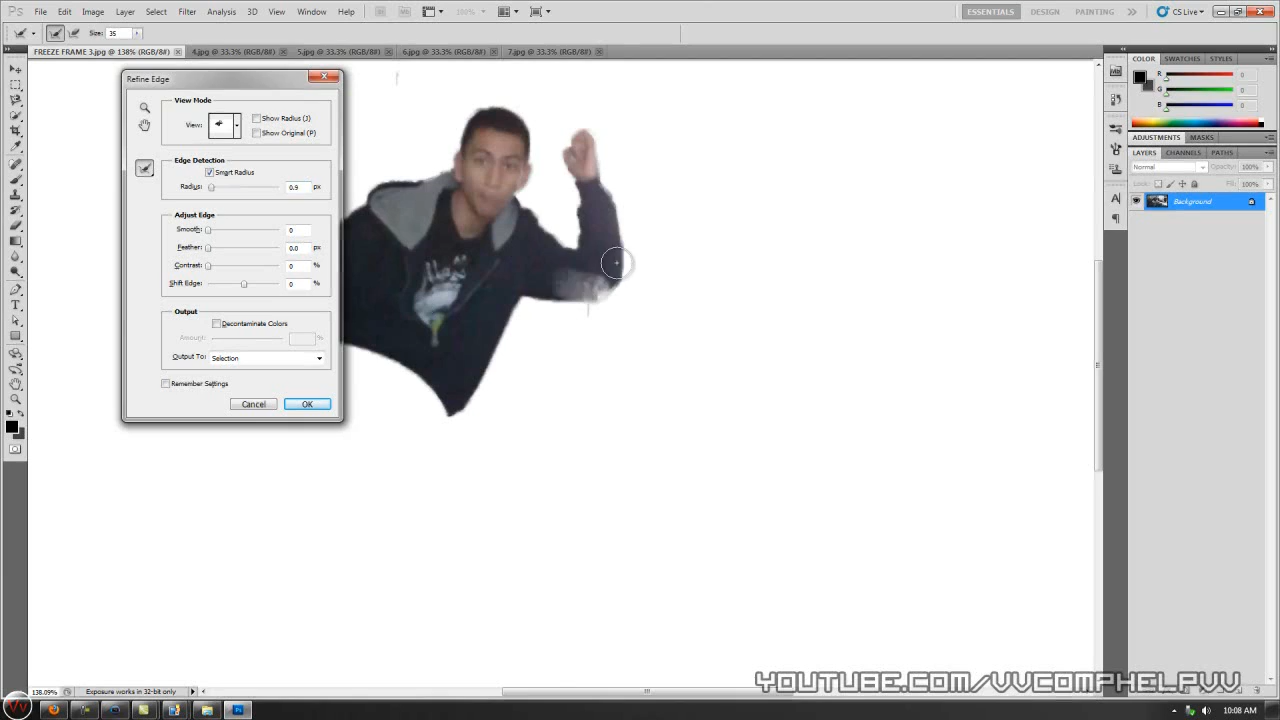 Ps File Edit Image Layer Select Filter Analysis 3D View Window Help Br Mb 100% ESSENTIALS DESIGN PAINTING CS Live
Size: 35
FREEZE FRAME 3.jpg @ 138% (RGB/8#) 4.jpg @ 33.3% (RGB/8#) 5.jpg @ 33.3% (RGB/8#) 6.jpg @ 33.3% (RGB/8#) 7.jpg @ 33.3% (RGB/8#)
Refine Edge
View Mode
View:
Show Radius (J)
Show Original (P)
Edge Detection
Smart Radius
Radius: 0.9 px
Adjust Edge
Smooth: 0
Feather: 0.0 px
Contrast: 0 %
Shift Edge: 0 %
Output
Decontaminate Colors
Amount: %
Output To: Selection
Remember Settings
Cancel OK
COLOR SWATCHES STYLES
R 0
G 0
B 0
ADJUSTMENTS MASKS
LAYERS CHANNELS PATHS
Normal Opacity: 100%
Lock: Fill: 100%
Background
138.09% Exposure works in 32-bit only
YOUTUBE.COM/VVCOMPHELPVV
10:08 AM